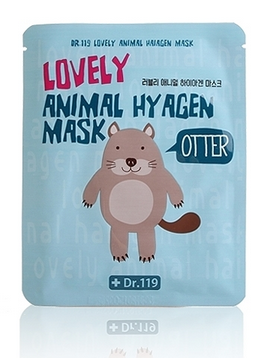 DR.119 LOVELY ANIMAL HAIAGEN MASK
LOVELY
러블리 애니멀 하이아겐 마스크
ANIMAL HYAGEN
MASK
OTTER
Dr.119